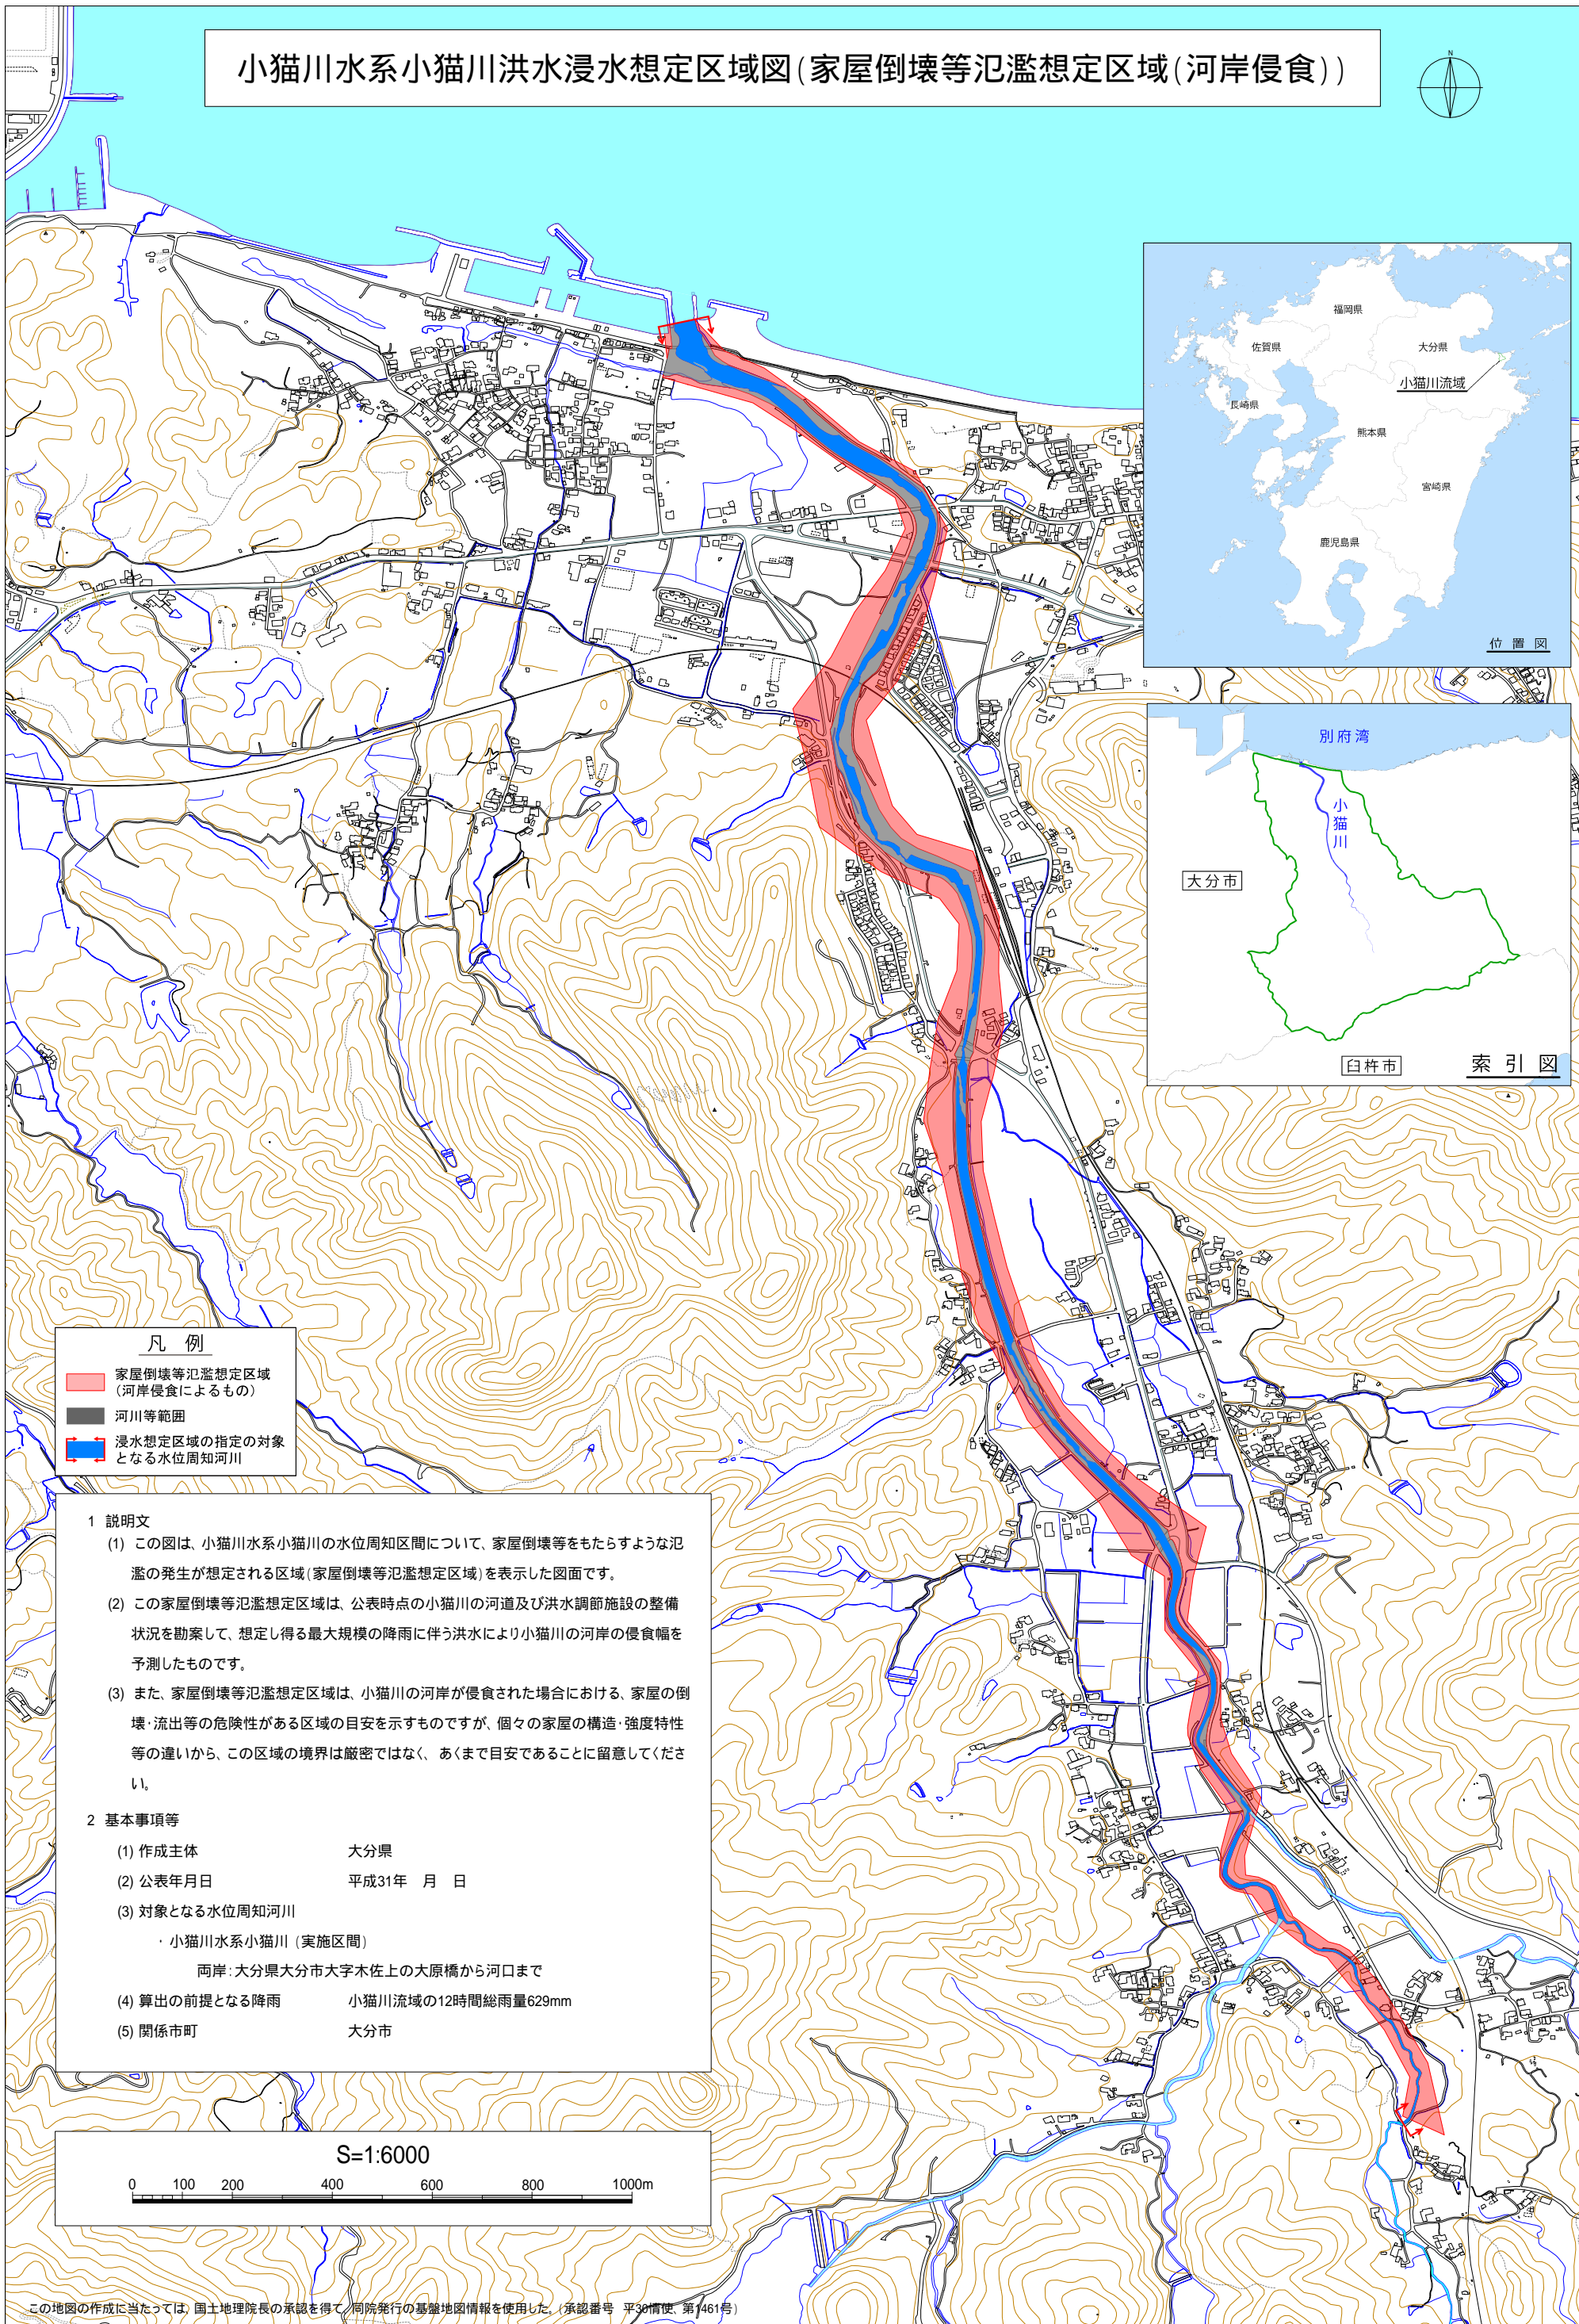 小猫川水系小猫川洪水浸水想定区域図(家屋倒壊等氾濫想定区域(河岸侵食))
N
福岡県
佐賀県
大分県
小猫川流域
長崎県
熊本県
宮崎県
鹿児島県
位 置 図
別府湾
小猫川
大分市
臼杵市
索 引 図
凡 例
家屋倒壊等氾濫想定区域
(河岸侵食によるもの)
河川等範囲
浸水想定区域の指定の対象
となる水位周知河川
1 説明文
(1) この図は、小猫川水系小猫川の水位周知区間について、家屋倒壊等をもたらすような氾
濫の発生が想定される区域(家屋倒壊等氾濫想定区域)を表示した図面です。
(2) この家屋倒壊等氾濫想定区域は、公表時点の小猫川の河道及び洪水調節施設の整備
状況を勘案して、想定し得る最大規模の降雨に伴う洪水により小猫川の河岸の侵食幅を
予測したものです。
(3) また、家屋倒壊等氾濫想定区域は、小猫川の河岸が侵食された場合における、家屋の倒
壊・流出等の危険性がある区域の目安を示すものですが、個々の家屋の構造・強度特性
等の違いから、この区域の境界は厳密ではなく、あくまで目安であることに留意してくださ
い。
2 基本事項等
(1) 作成主体 大分県
(2) 公表年月日 平成31年 月 日
(3) 対象となる水位周知河川
・小猫川水系小猫川 (実施区間)
両岸:大分県大分市大字木佐上の大原橋から河口まで
(4) 算出の前提となる降雨 小猫川流域の12時間総雨量629mm
(5) 関係市町 大分市
S=1:6000
0 100 200 400 600 800 1000m
この地図の作成に当たっては、国土地理院長の承認を得て、同院発行の基盤地図情報を使用した。(承認番号 平30情使、第1461号)